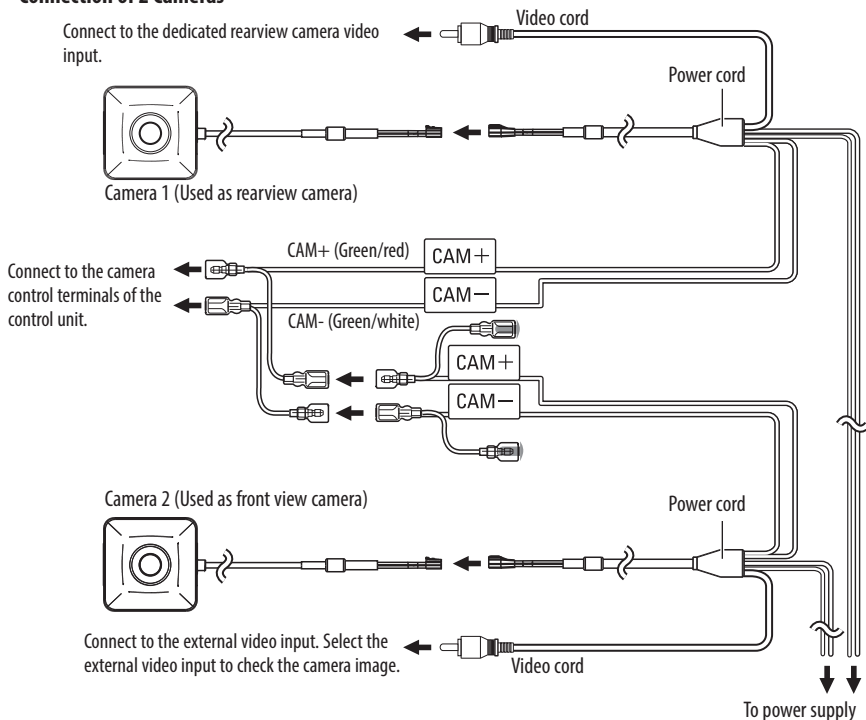 Connection of 2 Cameras
Video cord
Connect to the dedicated rearview camera video
input.
Power cord
Camera 1 (Used as rearview camera)
CAM+ (Green/red)
CAM+
Connect to the camera
control terminals of the
control unit.
CAM-
CAM- (Green/white)
CAM+
CAM-
Camera 2 (Used as front view camera)
Power cord
Connect to the external video input. Select the
external video input to check the camera image.
Video cord
To power supply